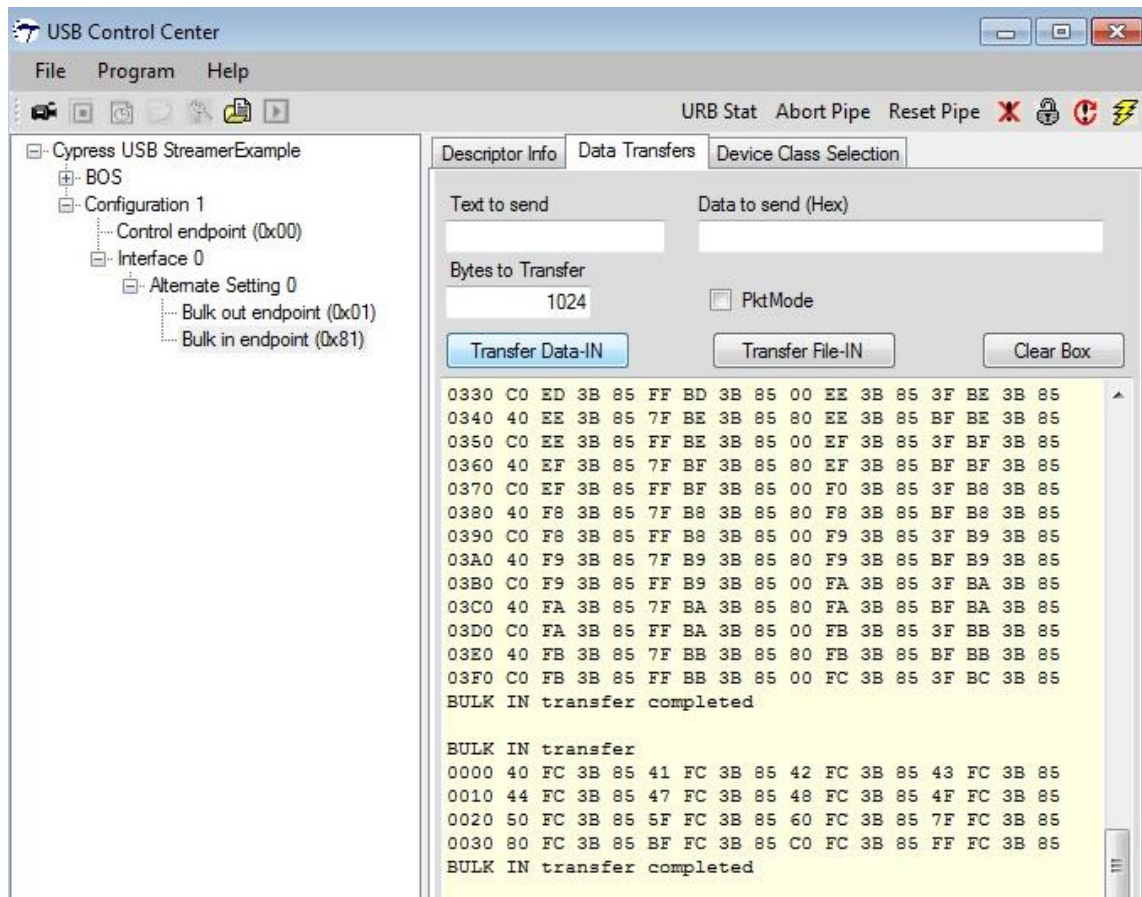 USB Control Center
File Program Help
URB Stat Abort Pipe Reset Pipe
Cypress USB StreamerExample
BOS
Configuration 1
Control endpoint (0x00)
Interface 0
Alternate Setting 0
Bulk out endpoint (0x01)
Bulk in endpoint (0x81)
Descriptor Info Data Transfers Device Class Selection
Text to send Data to send (Hex)
Bytes to Transfer
1024 PktMode
Transfer Data-IN Transfer File-IN Clear Box
0330 C0 ED 3B 85 FF BD 3B 85 00 EE 3B 85 3F BE 3B 85
0340 40 EE 3B 85 7F BE 3B 85 80 EE 3B 85 BF BE 3B 85
0350 C0 EE 3B 85 FF BE 3B 85 00 EF 3B 85 3F BF 3B 85
0360 40 EF 3B 85 7F BF 3B 85 80 EF 3B 85 BF BF 3B 85
0370 C0 EF 3B 85 FF BF 3B 85 00 F0 3B 85 3F B8 3B 85
0380 40 F8 3B 85 7F B8 3B 85 80 F8 3B 85 BF B8 3B 85
0390 C0 F8 3B 85 FF B8 3B 85 00 F9 3B 85 3F B9 3B 85
03A0 40 F9 3B 85 7F B9 3B 85 80 F9 3B 85 BF B9 3B 85
03B0 C0 F9 3B 85 FF B9 3B 85 00 FA 3B 85 3F BA 3B 85
03C0 40 FA 3B 85 7F BA 3B 85 80 FA 3B 85 BF BA 3B 85
03D0 C0 FA 3B 85 FF BA 3B 85 00 FB 3B 85 3F BB 3B 85
03E0 40 FB 3B 85 7F BB 3B 85 80 FB 3B 85 BF BB 3B 85
03F0 C0 FB 3B 85 FF BB 3B 85 00 FC 3B 85 3F BC 3B 85
BULK IN transfer completed
BULK IN transfer
0000 40 FC 3B 85 41 FC 3B 85 42 FC 3B 85 43 FC 3B 85
0010 44 FC 3B 85 47 FC 3B 85 48 FC 3B 85 4F FC 3B 85
0020 50 FC 3B 85 5F FC 3B 85 60 FC 3B 85 7F FC 3B 85
0030 80 FC 3B 85 BF FC 3B 85 C0 FC 3B 85 FF FC 3B 85
BULK IN transfer completed